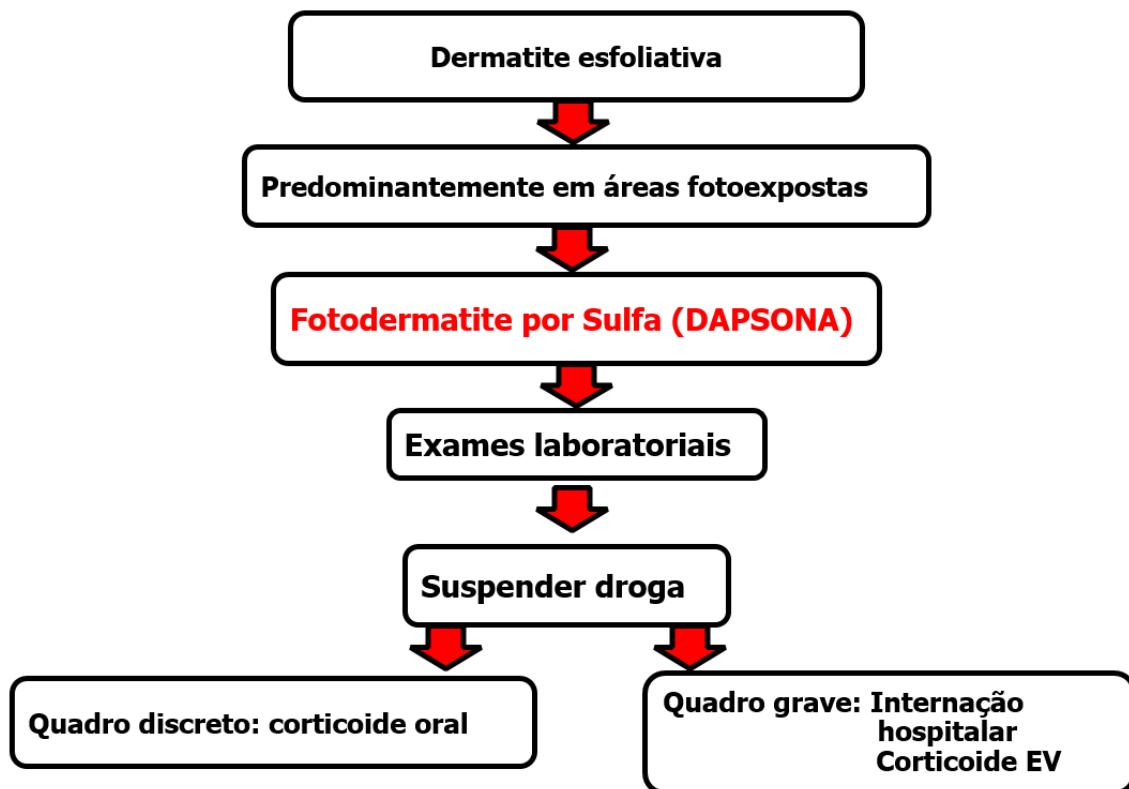 Dermatite esfoliativa
Predominantemente em áreas fotoexpostas
Fotodermatite por Sulfa (DAPSONA)
Exames laboratoriais
Suspender droga
Quadro discreto: corticoide oral
Quadro grave: Internação
hospitalar
Corticoide EV